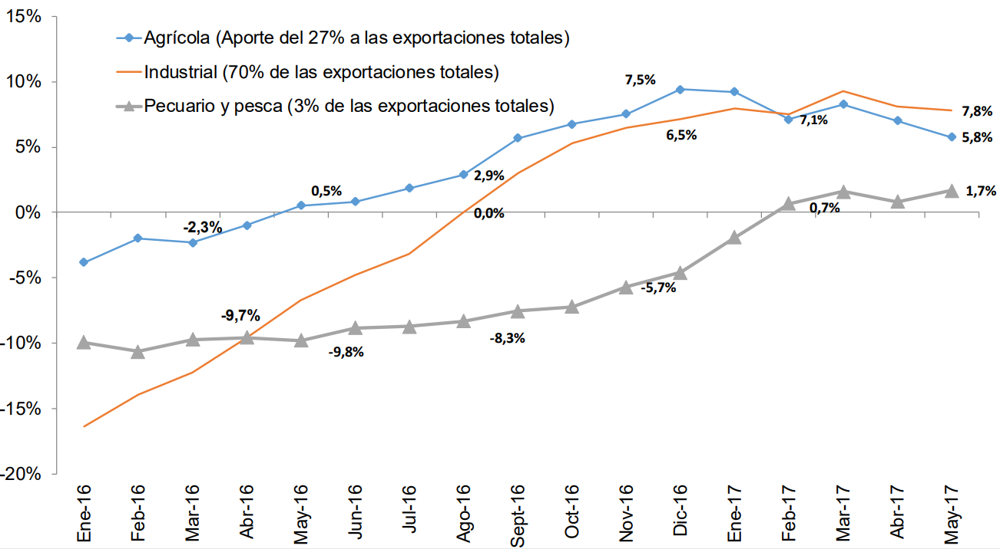 15%
10%
5%
0%
-5%
-10%
-15%
-20%
Agrícola (Aporte del 27% a las exportaciones totales)
Industrial (70% de las exportaciones totales)
Pecuario y pesca (3% de las exportaciones totales)
7,5%
7,8%
7,1%
6,5%
5,8%
0,5%
2,9%
1,7%
0,7%
0,0%
-2,3%
-5,7%
-9,7%
-8,3%
-9,8%
Ene-16
Feb-16
Mar-16
Abr-16
May-16
Jun-16
Jul-16
Ago-16
Sept-16
Oct-16
Nov-16
Dic-16
Ene-17
Feb-17
Mar-17
Abr-17
May-17